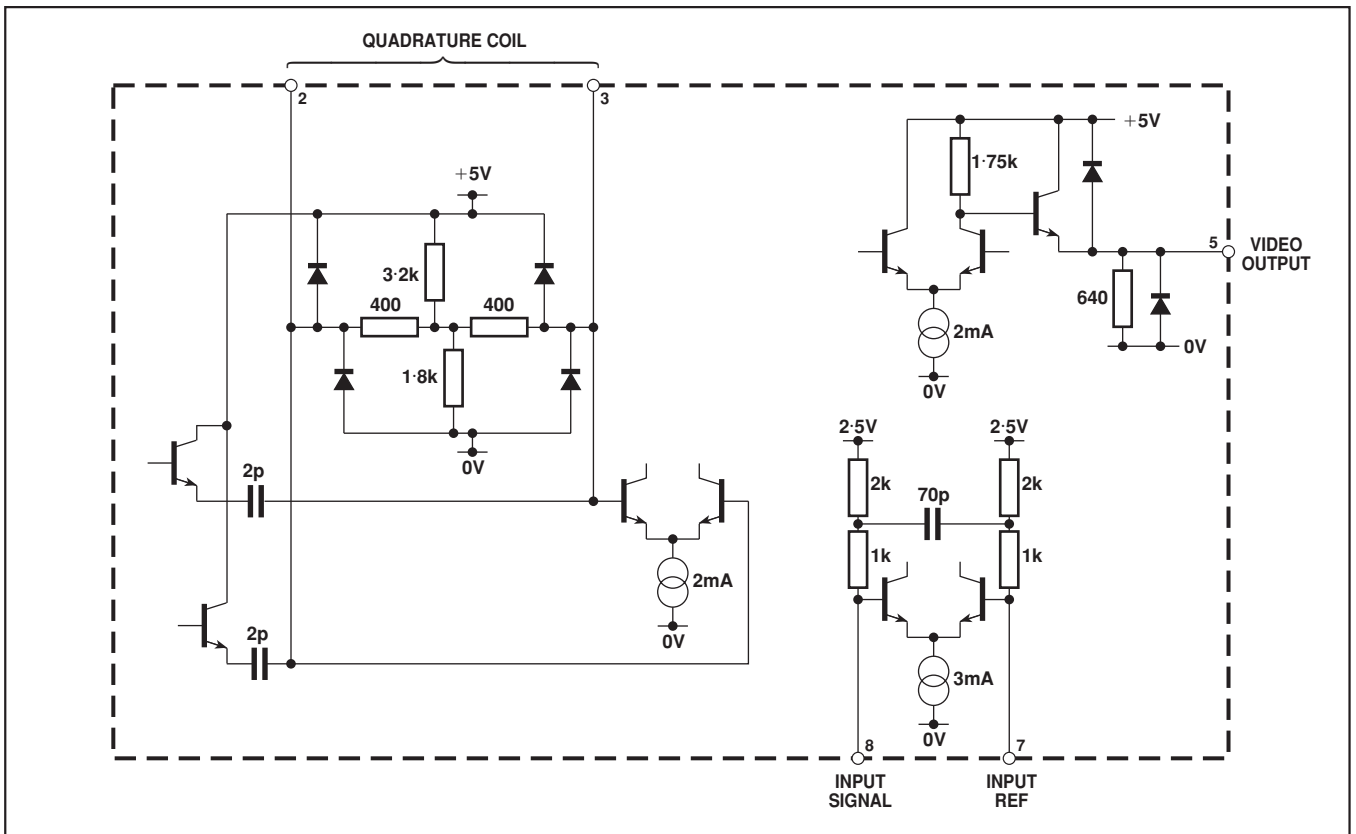 QUADRATURE COIL
2
3
+5V
3·2k
400
400
1·8k
0V
2p
2p
2mA
0V
+5V
1·75k
5
VIDEO
OUTPUT
640
2mA
0V
0V
2·5V
2·5V
2k
70p
2k
1k
1k
3mA
0V
8
7
INPUT
SIGNAL
INPUT
REF